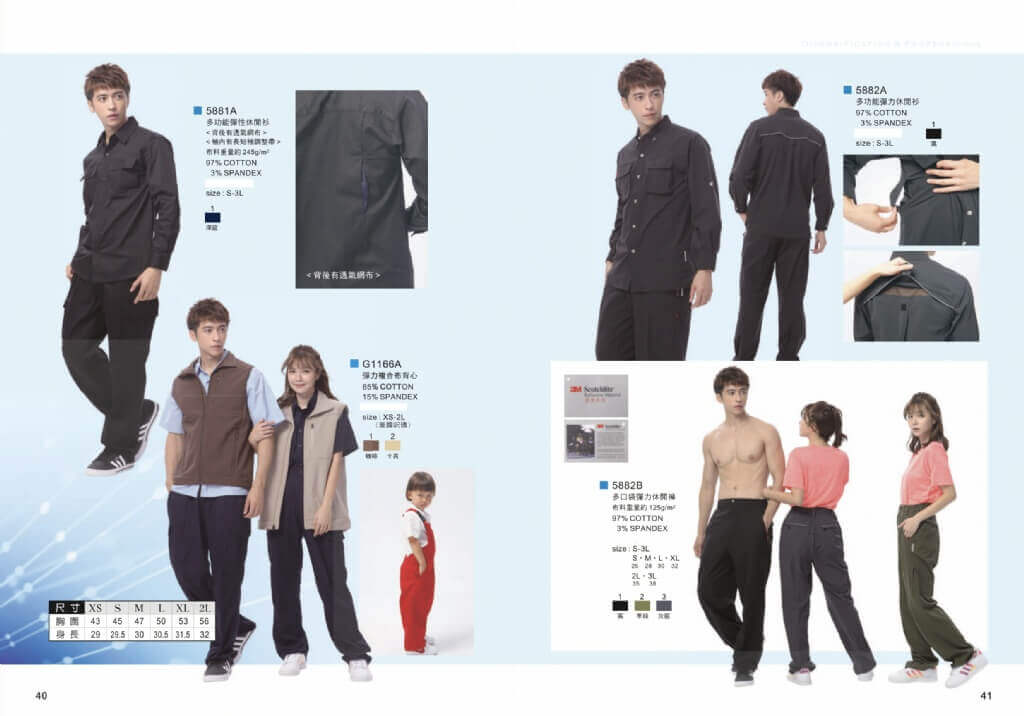 5881A
多功能彈性休閒衫
<背後有透氣網布>
<袖內有長短袖調整帶>
布料重量約 245g/m²
97% COTTON
3% SPANDEX
size : S-3L
1
深藍
<背後有透氣網布>
G1166A
彈力複合布背心
85% COTTON
15% SPANDEX
size : XS-2L
1 2
卡其
尺寸 XS S M L XL 2L
胸圍 43 45 47 50 53 56
身長 29 29.5 30 30.5 31.5 32
40
5882A
多功能彈力休閒衫
97% COTTON
3% SPANDEX
size : S-3L
1
黑
3M Scotchlite
Reflective Material
5882B
多口袋彈力休閒褲
布料重量約 125g/m²
97% COTTON
3% SPANDEX
size : S-3L
S・M・L・XL
26 28 30 32
2L・3L
35 38
1 2 3
黑 軍綠 灰藍
41